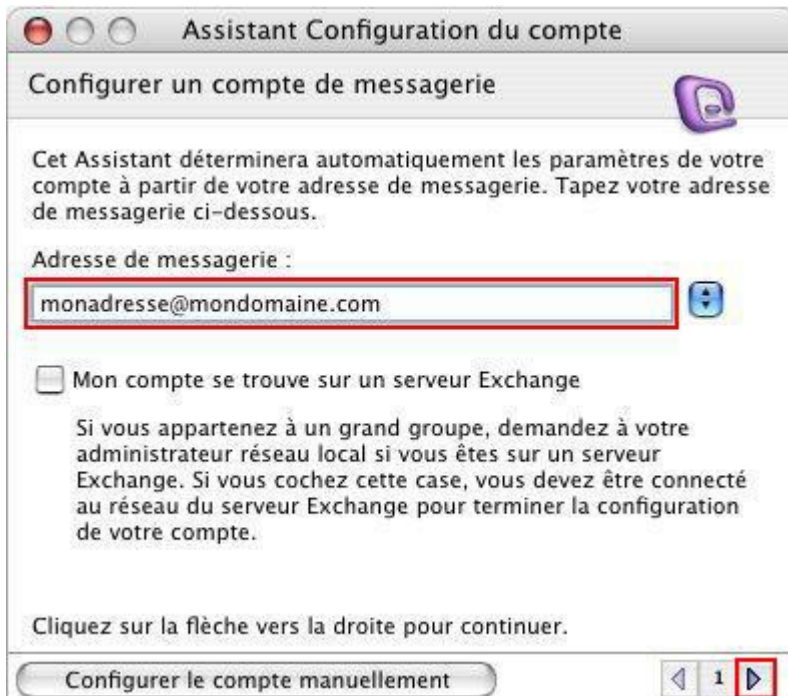 Assistant Configuration du compte
Configurer un compte de messagerie
Cet Assistant déterminera automatiquement les paramètres de votre
compte à partir de votre adresse de messagerie. Tapez votre adresse
de messagerie ci-dessous.
Adresse de messagerie :
monadresse@mondomaine.com
Mon compte se trouve sur un serveur Exchange
Si vous appartenez à un grand groupe, demandez à votre
administrateur réseau local si vous êtes sur un serveur
Exchange. Si vous cochez cette case, vous devez être connecté
au réseau du serveur Exchange pour terminer la configuration
de votre compte.
Cliquez sur la flèche vers la droite pour continuer.
Configurer le compte manuellement
1